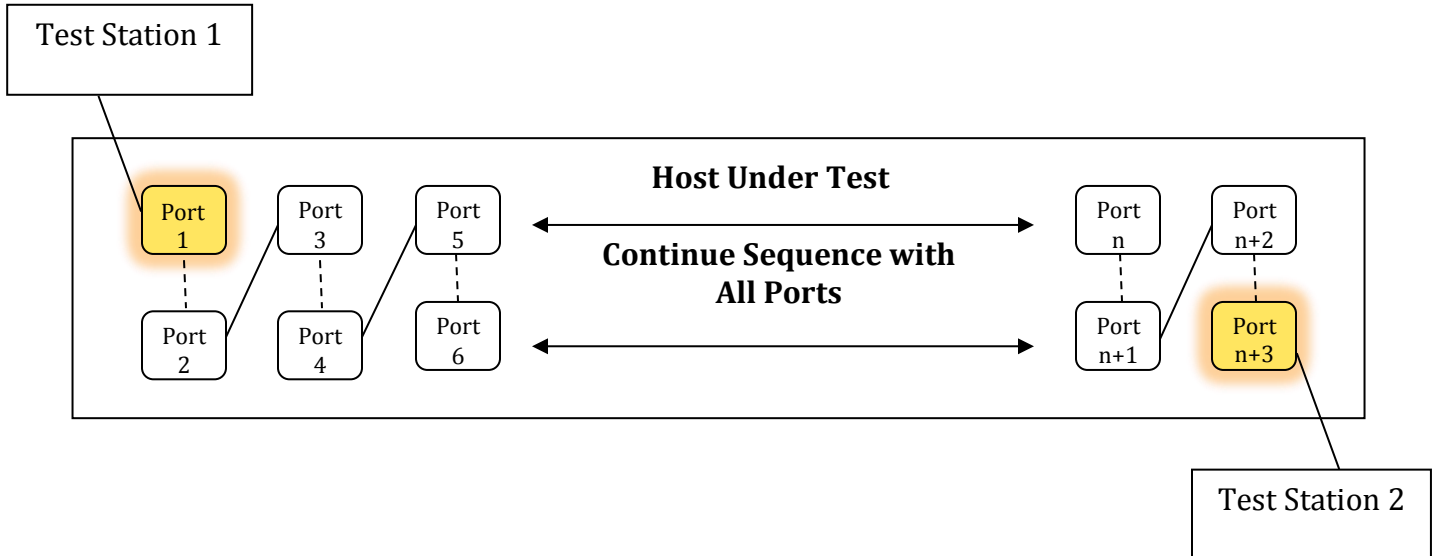 Test Station 1
Host Under Test
Port
1
Port
3
Port
5
Port
n
Port
n+2
Continue Sequence with
All Ports
Port
2
Port
4
Port
6
Port
n+1
Port
n+3
Test Station 2